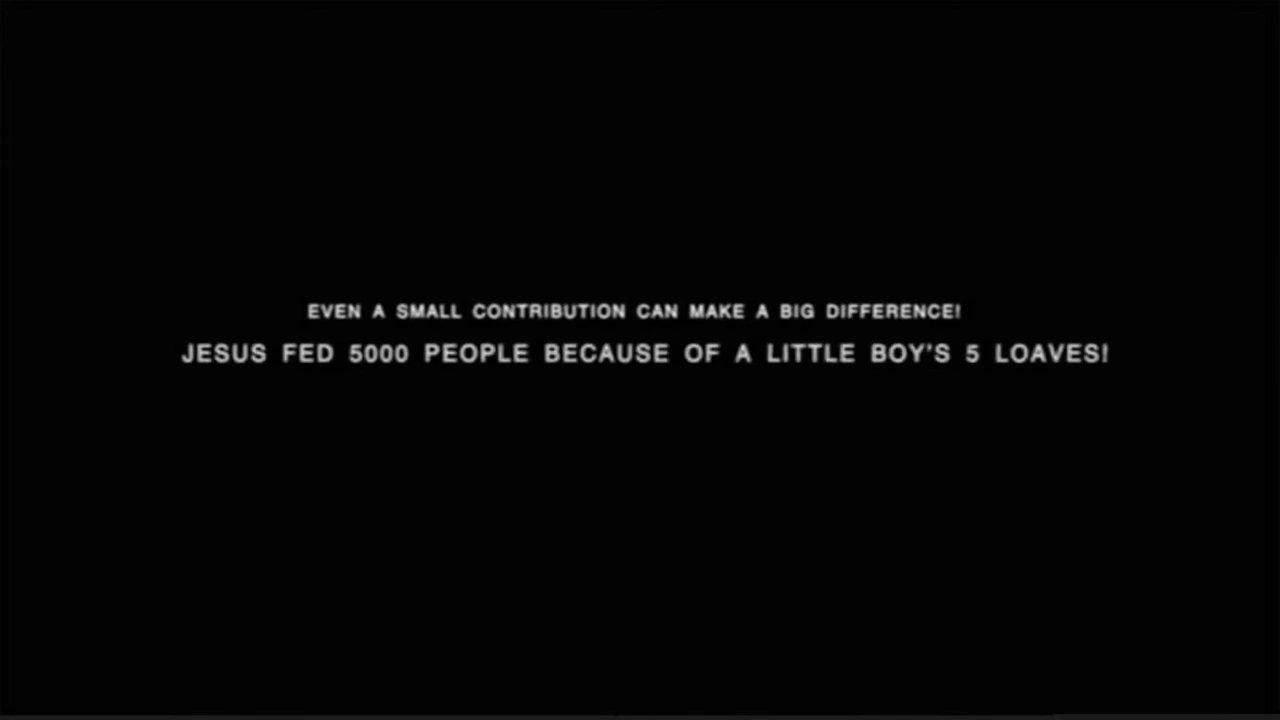 EVEN A SMALL CONTRIBUTION CAN MAKE A BIG DIFFERENCE!
JESUS FED 5000 PEOPLE BECAUSE OF A LITTLE BOY'S 5 LOAVES!